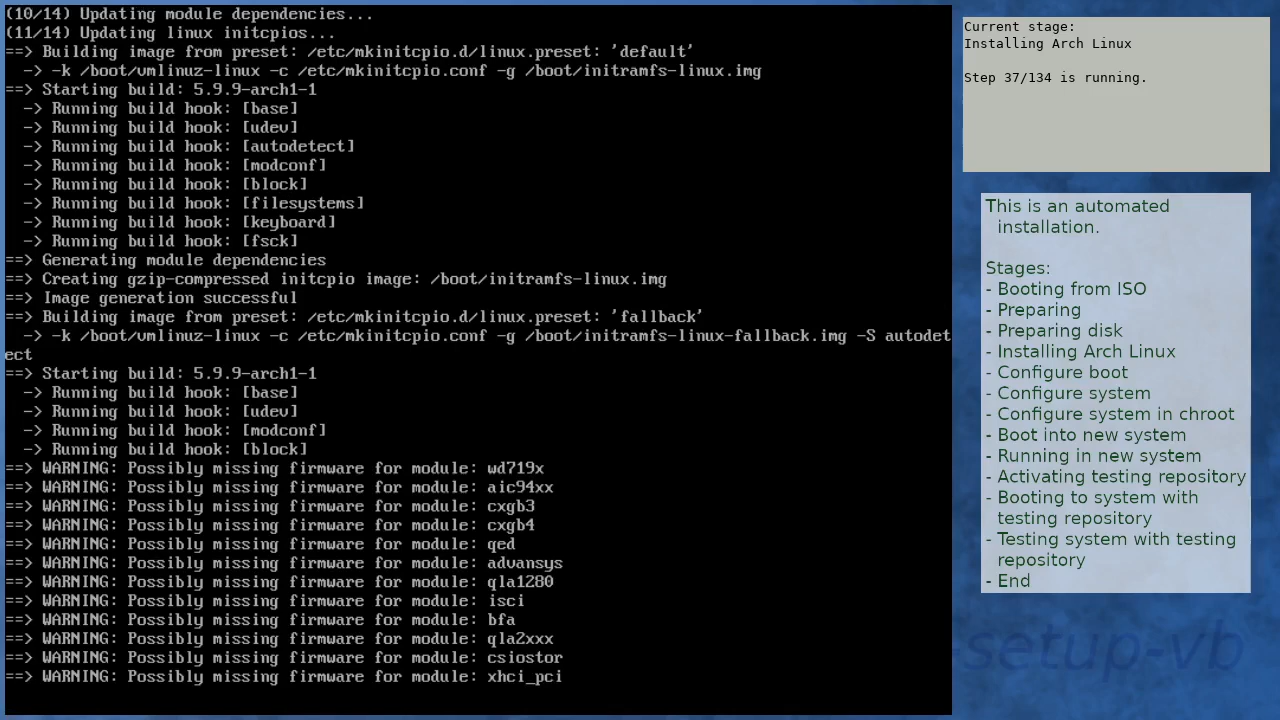 (10/14) Updating module dependencies...
(11/14) Updating linux initcpios...
==> Building image from preset: /etc/mkinitcpio.d/linux.preset: 'default'
  -> -k /boot/vmlinuz-linux -c /etc/mkinitcpio.conf -g /boot/initramfs-linux.img
==> Starting build: 5.9.9-arch1-1
  -> Running build hook: [base]
  -> Running build hook: [udev]
  -> Running build hook: [autodetect]
  -> Running build hook: [modconf]
  -> Running build hook: [block]
  -> Running build hook: [filesystems]
  -> Running build hook: [keyboard]
  -> Running build hook: [fsck]
==> Generating module dependencies
==> Creating gzip-compressed initcpio image: /boot/initramfs-linux.img
==> Image generation successful
==> Building image from preset: /etc/mkinitcpio.d/linux.preset: 'fallback'
  -> -k /boot/vmlinuz-linux -c /etc/mkinitcpio.conf -g /boot/initramfs-linux-fallback.img -S autodet
ect
==> Starting build: 5.9.9-arch1-1
  -> Running build hook: [base]
  -> Running build hook: [udev]
  -> Running build hook: [modconf]
  -> Running build hook: [block]
==> WARNING: Possibly missing firmware for module: wd719x
==> WARNING: Possibly missing firmware for module: aic94xx
==> WARNING: Possibly missing firmware for module: cxgb3
==> WARNING: Possibly missing firmware for module: cxgb4
==> WARNING: Possibly missing firmware for module: qed
==> WARNING: Possibly missing firmware for module: advansys
==> WARNING: Possibly missing firmware for module: qla1280
==> WARNING: Possibly missing firmware for module: isci
==> WARNING: Possibly missing firmware for module: bfa
==> WARNING: Possibly missing firmware for module: qla2xxx
==> WARNING: Possibly missing firmware for module: csiostor
==> WARNING: Possibly missing firmware for module: xhci_pci
Current stage:
Installing Arch Linux
Step 37/134 is running.
This is an automated
installation.
Stages:
- Booting from ISO
- Preparing
- Preparing disk
- Installing Arch Linux
- Configure boot
- Configure system
- Configure system in chroot
- Boot into new system
- Running in new system
- Activating testing repository
- Booting to system with
testing repository
- Testing system with testing
repository
- End
-setup-vb